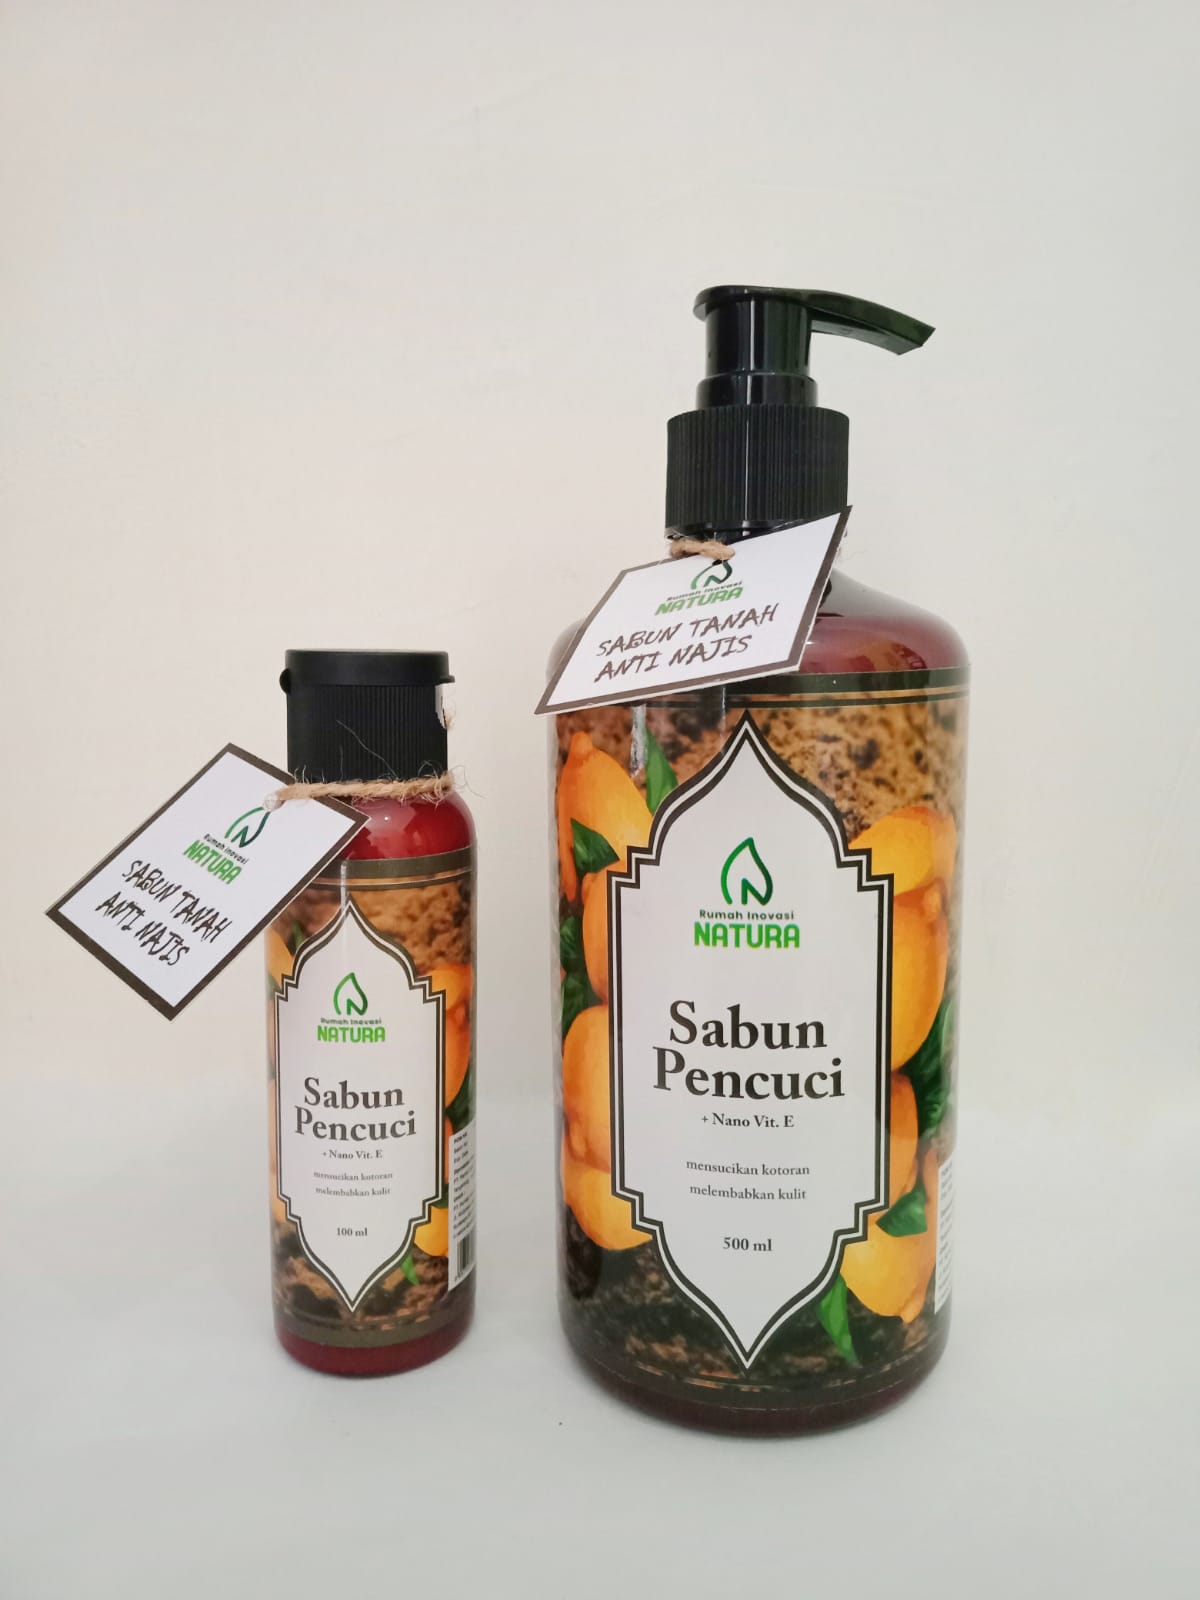 Rumah Inovasi
NATURA
SABUN TANAH
ANTI NAJIS
Rumah Inovasi
NATURA
Sabun
Pencuci
+ Nano Vit. E
mensucikan kotoran
melembabkan kulit
100 ml
Rumah Inovasi
NATURA
SABUN TANAH
ANTI NAJIS
Rumah Inovasi
NATURA
Sabun
Pencuci
+ Nano Vit. E
mensucikan kotoran
melembabkan kulit
500 ml